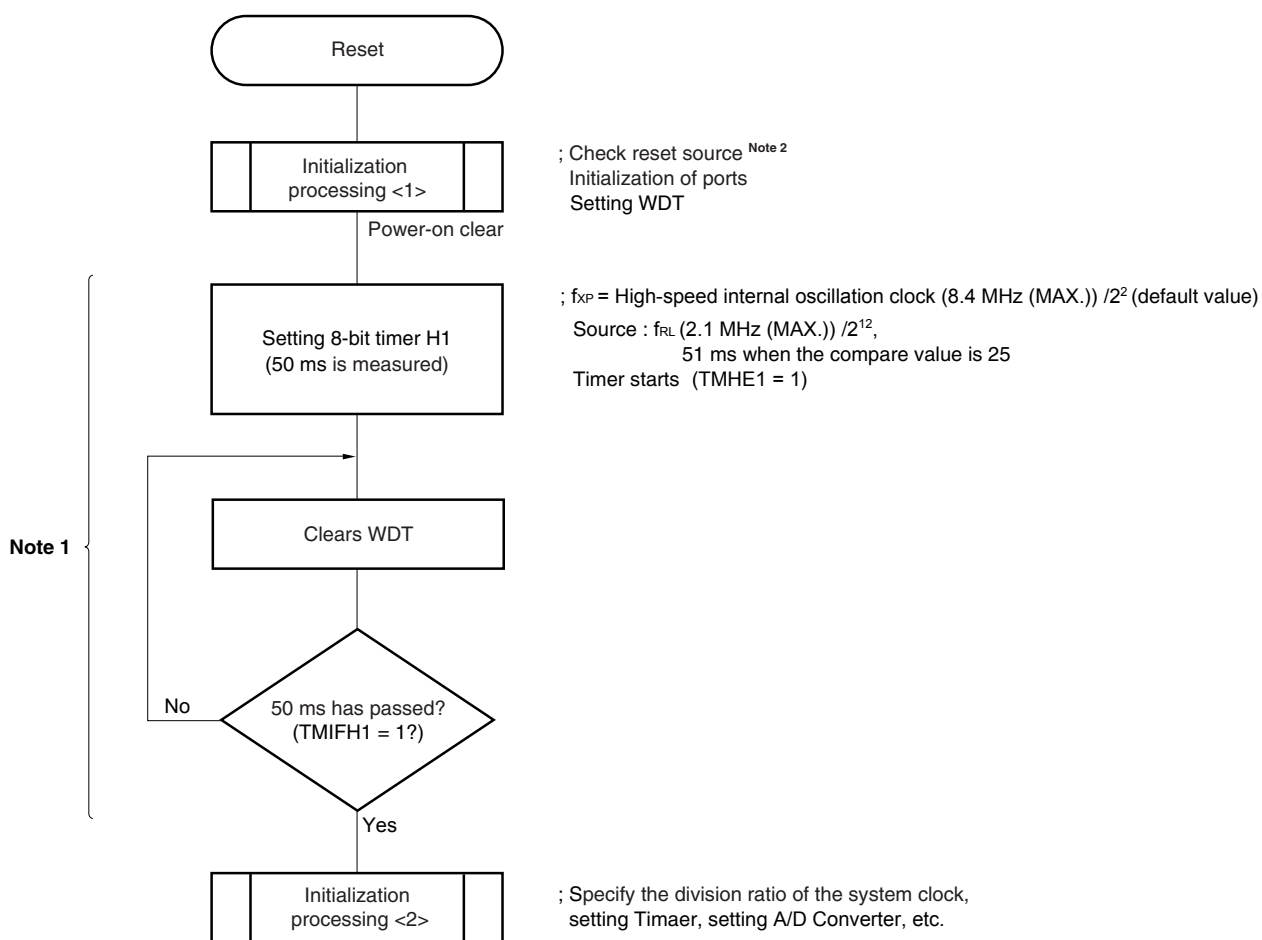 Reset
Initialization
processing <1>
; Check reset source Note 2
Initialization of ports
Setting WDT
Power-on clear
Setting 8-bit timer H1
(50 ms is measured)
; fXP = High-speed internal oscillation clock (8.4 MHz (MAX.)) /2² (default value)
Source : fRL (2.1 MHz (MAX.)) /2¹²,
51 ms when the compare value is 25
Timer starts (TMHE1 = 1)
Note 1
Clears WDT
50 ms has passed?
(TMIFH1 = 1?)
No
Yes
Initialization
processing <2>
; Specify the division ratio of the system clock,
setting Timaer, setting A/D Converter, etc.